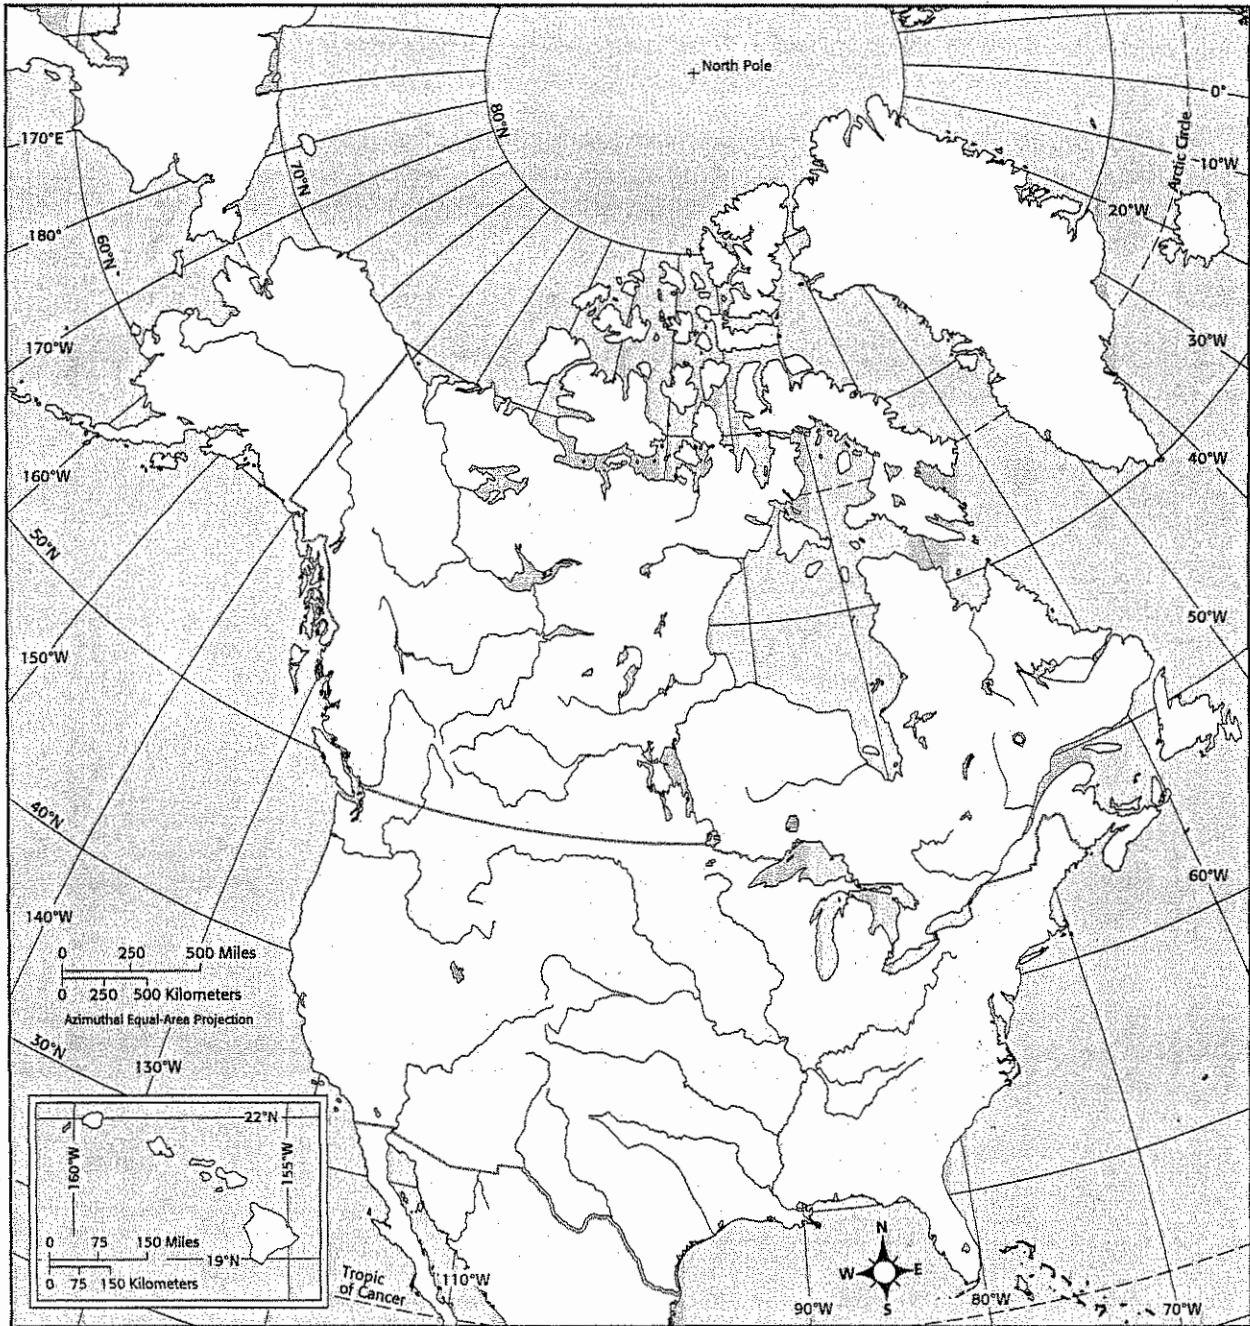 North Pole
80°N
70°N
0°
Arctic Circle
10°W
170°E
20°W
180°
60°N
30°W
170°W
40°W
160°W
50°N
50°W
150°W
40°N
60°W
140°W
0 250 500 Miles
0 250 500 Kilometers
Azimuthal Equal-Area Projection
30°N
130°W
22°N
160°W
155°W
0 75 150 Miles
19°N
0 75 150 Kilometers
N
W E
S
Tropic
of Cancer
110°W
90°W
80°W
70°W